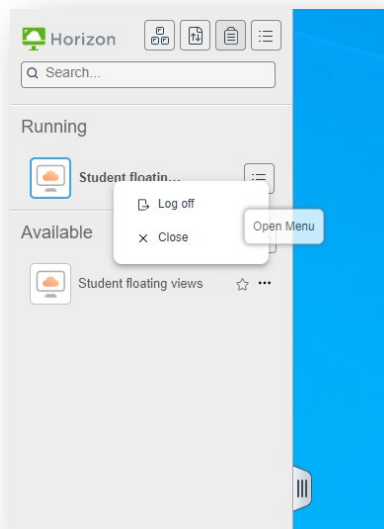 Horizon
Search...
Running
Student floatin...
Log off
Open Menu
Available
Close
Student floating views